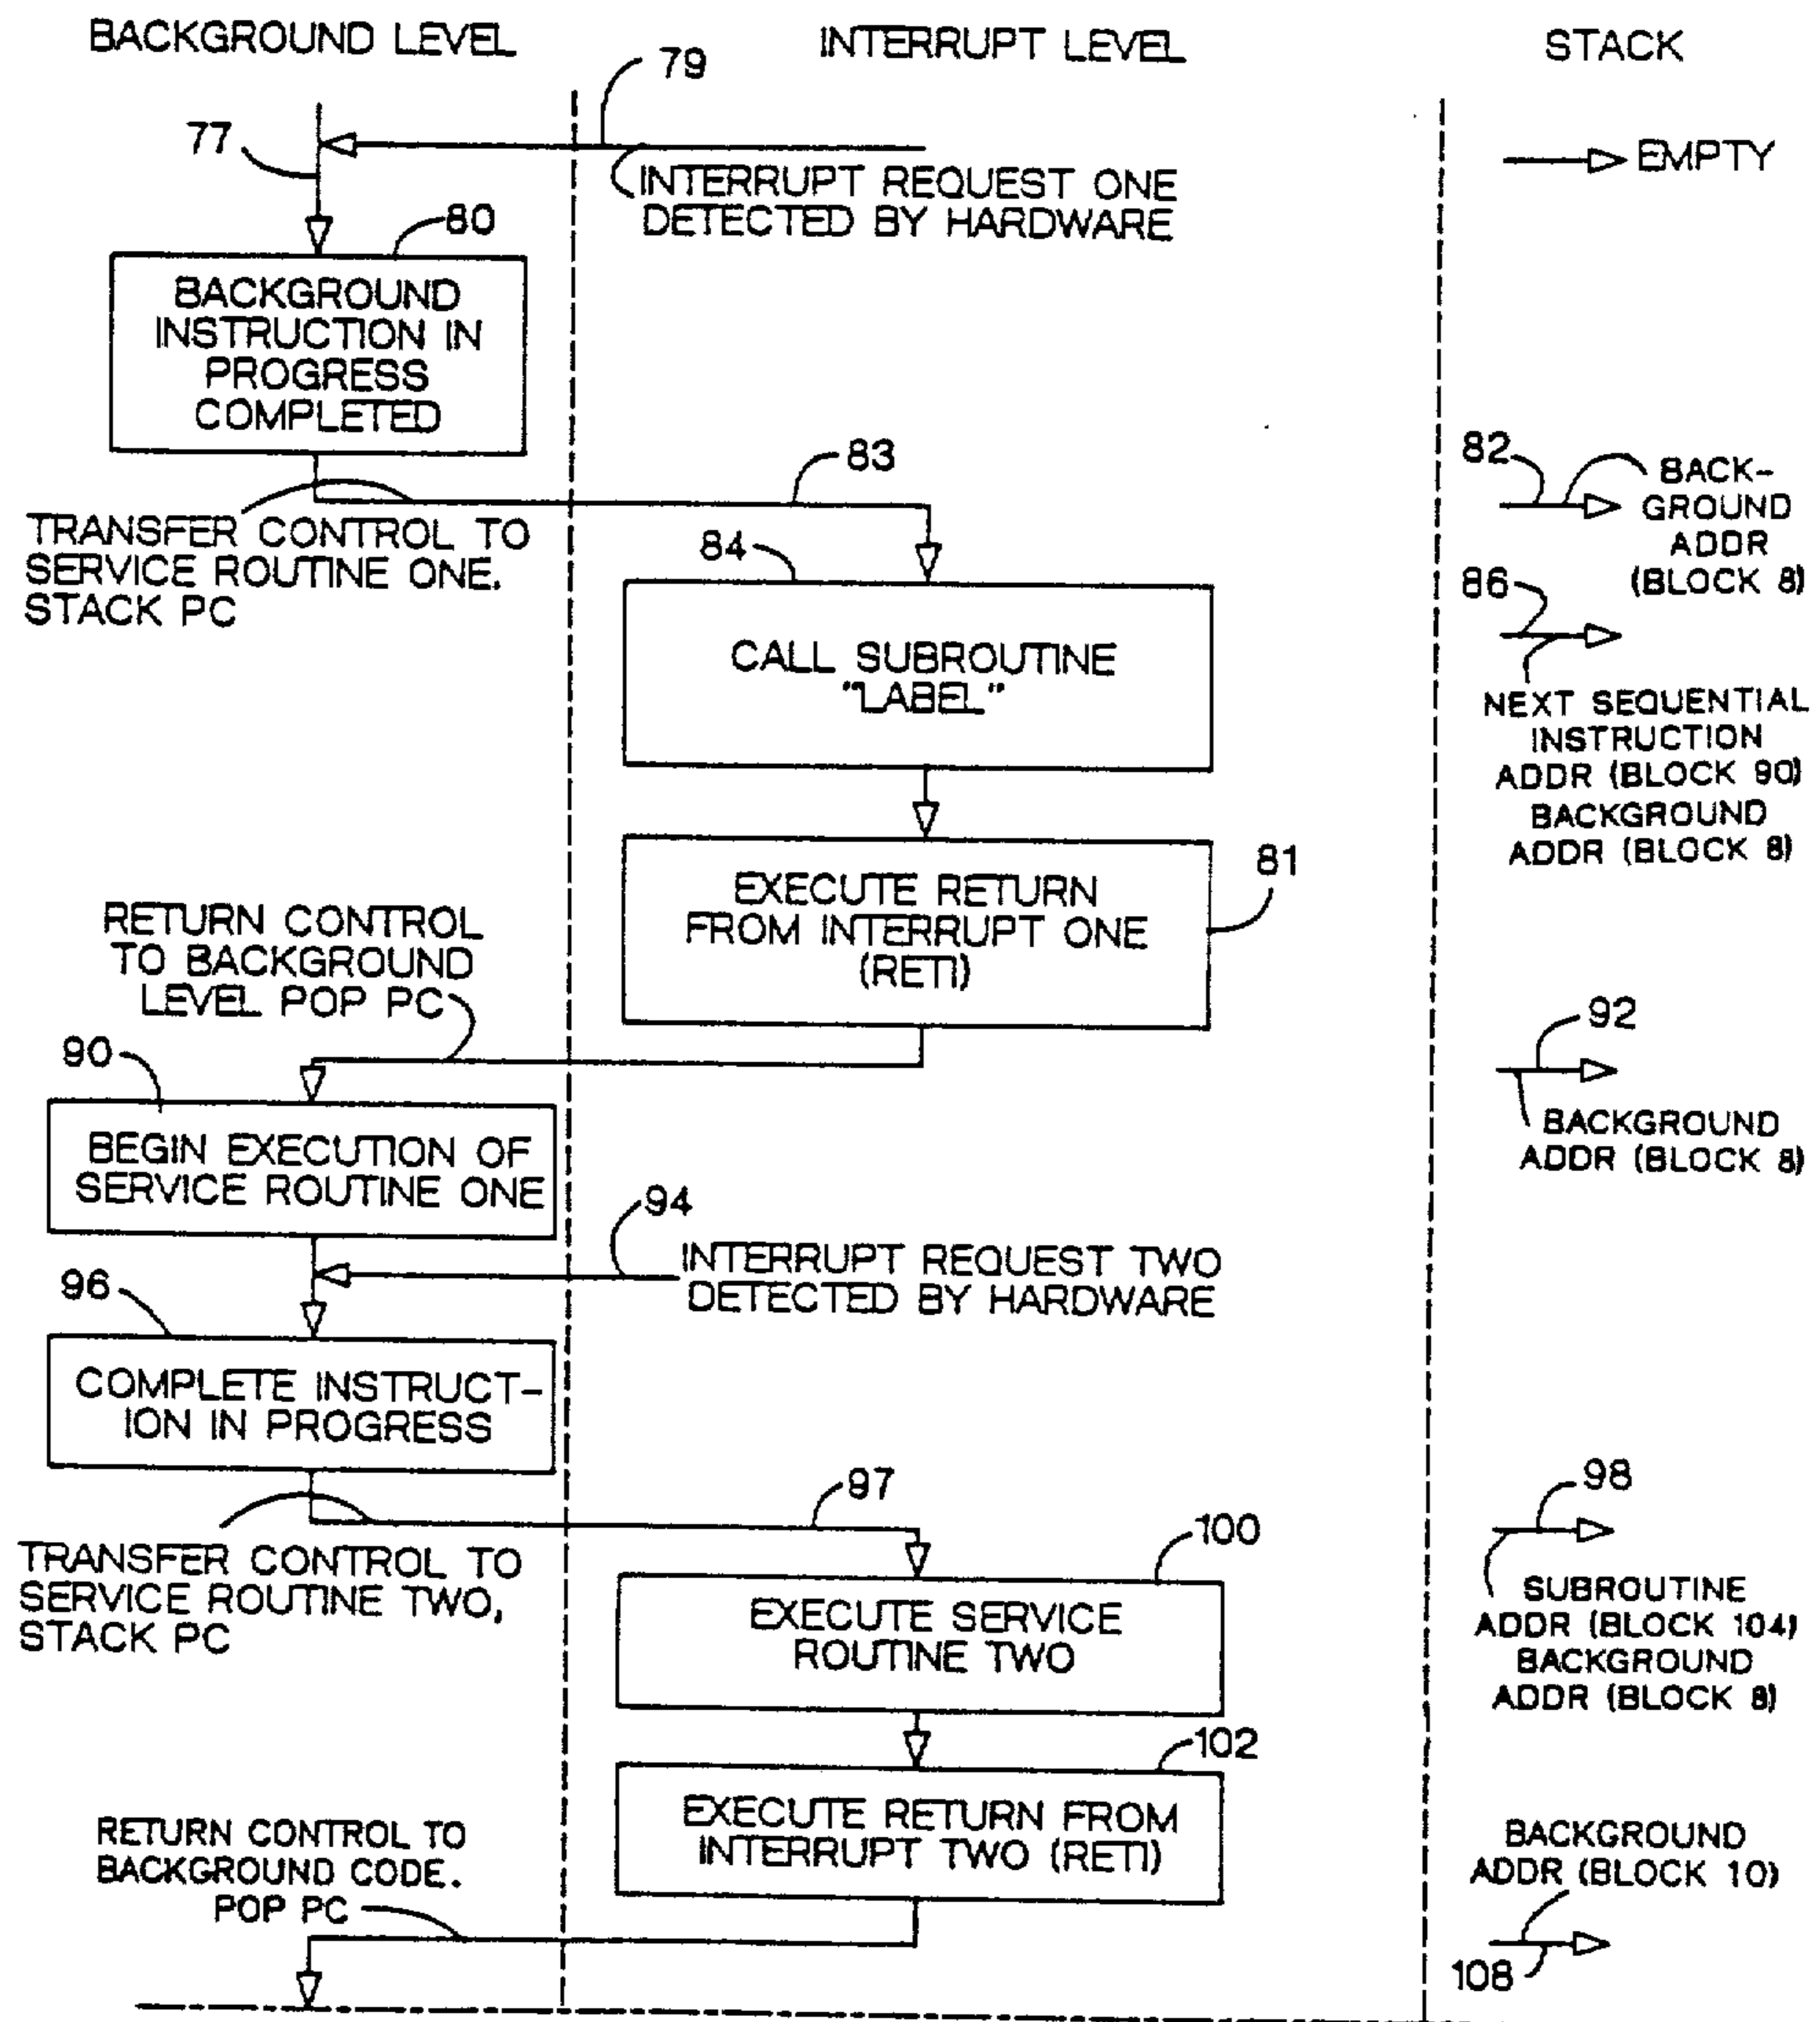 BACKGROUND LEVEL
INTERRUPT LEVEL
STACK
79
77
INTERRUPT REQUEST ONE
DETECTED BY HARDWARE
EMPTY
80
BACKGROUND
INSTRUCTION IN
PROGRESS
COMPLETED
83
82
BACK-
GROUND
ADDR
(BLOCK 8)
TRANSFER CONTROL TO
SERVICE ROUTINE ONE.
STACK PC
84
86
CALL SUBROUTINE
"LABEL"
NEXT SEQUENTIAL
INSTRUCTION
ADDR (BLOCK 90)
BACKGROUND
ADDR (BLOCK 8)
81
EXECUTE RETURN
FROM INTERRUPT ONE
(RETI)
RETURN CONTROL
TO BACKGROUND
LEVEL POP PC
92
90
BACKGROUND
ADDR (BLOCK 8)
BEGIN EXECUTION OF
SERVICE ROUTINE ONE
94
INTERRUPT REQUEST TWO
DETECTED BY HARDWARE
96
COMPLETE INSTRUCT-
ION IN PROGRESS
97
98
100
TRANSFER CONTROL TO
SERVICE ROUTINE TWO,
STACK PC
EXECUTE SERVICE
ROUTINE TWO
SUBROUTINE
ADDR (BLOCK 104)
BACKGROUND
ADDR (BLOCK 8)
102
EXECUTE RETURN FROM
INTERRUPT TWO (RETI)
RETURN CONTROL TO
BACKGROUND CODE.
POP PC
BACKGROUND
ADDR (BLOCK 10)
108